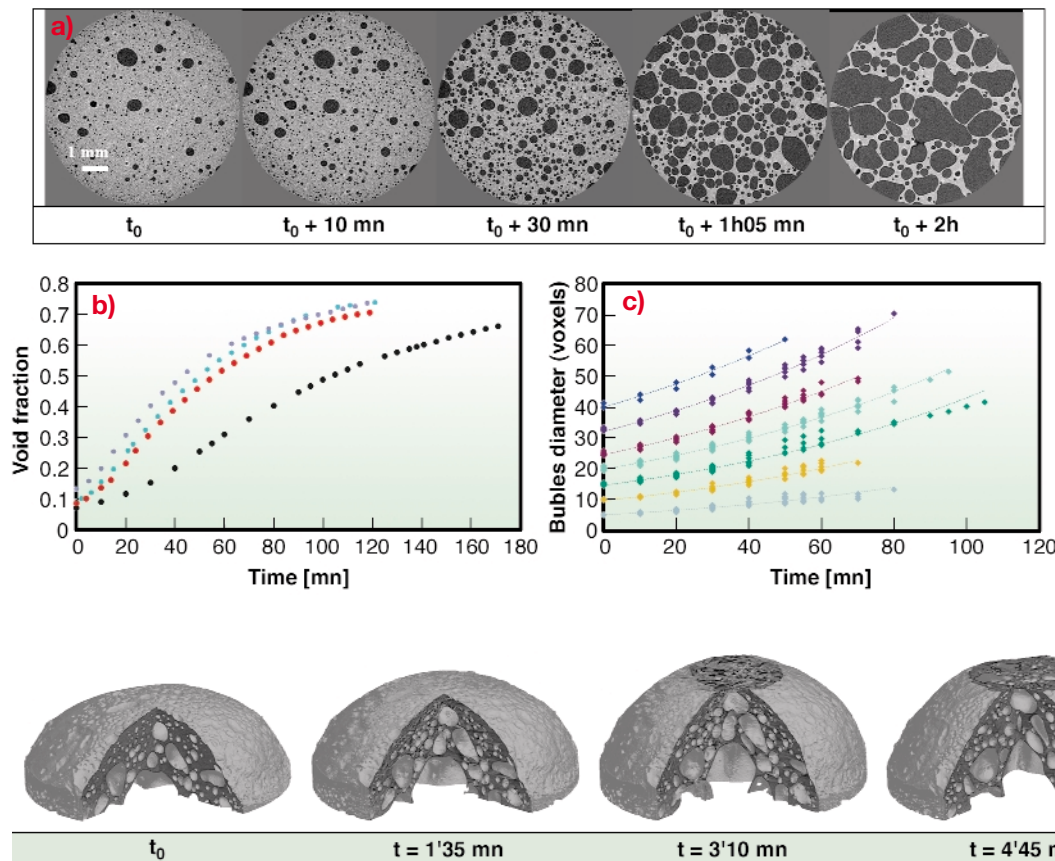 a)
1 mm
t0
t0 + 10 mn
t0 + 30 mn
t0 + 1h05 mn
t0 + 2h
b)
Void fraction
0.8
0.7
0.6
0.5
0.4
0.3
0.2
0.1
0
0 20 40 60 80 100 120 140 160 180
Time [mn]
c)
Bubles diameter (voxels)
80
70
60
50
40
30
20
10
0
0 20 40 60 80 100 120
Time [mn]
t0
t = 1'35 mn
t = 3'10 mn
t = 4'45